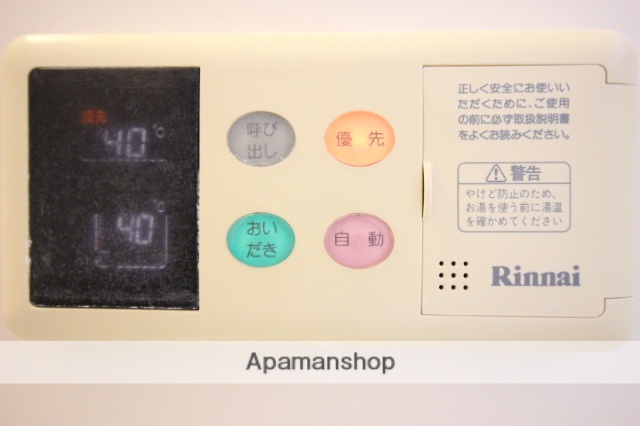 優先
40℃
40℃
呼び
出し
優先
おい
だき
自動
正しく安全にお使いい
ただくために、ご使用
の前に必ず取扱説明書
をよくお読みください。
警告
やけど防止のため、
お湯を使う前に湯温
を確かめてください
Rinnai
Apamanshop